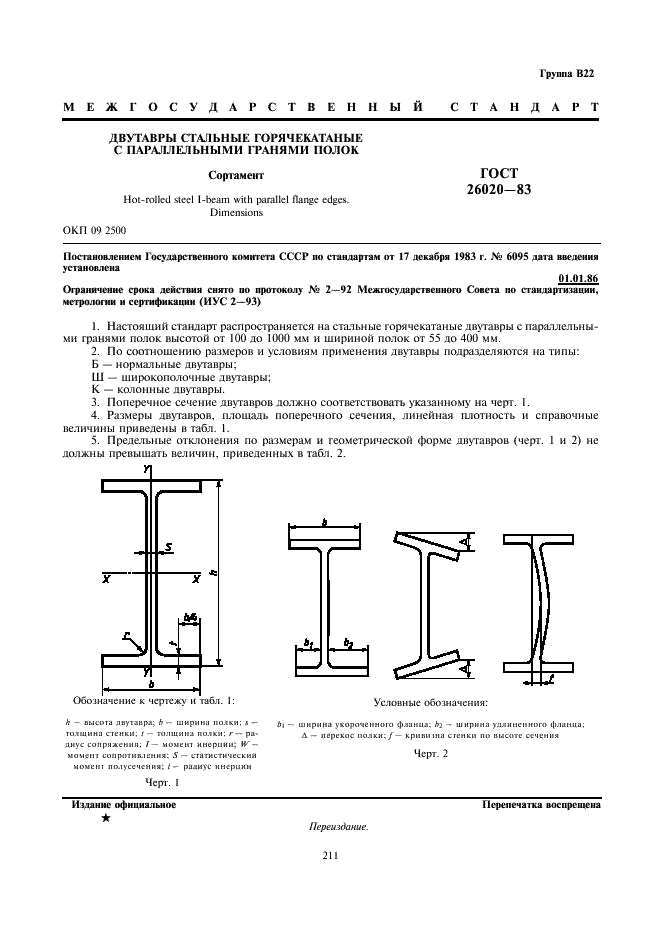 Группа В22
МЕЖГОСУДАРСТВЕННЫЙ СТАНДАРТ
ДВУТАВРЫ СТАЛЬНЫЕ ГОРЯЧЕКАТАНЫЕ
С ПАРАЛЛЕЛЬНЫМИ ГРАНЯМИ ПОЛОК
Сортамент
Hot-rolled steel I-beam with parallel flange edges.
Dimensions
ГОСТ
26020—83
ОКП 09 2500
Постановлением Государственного комитета СССР по стандартам от 17 декабря 1983 г. № 6095 дата введения
установлена
01.01.86
Ограничение срока действия снято по протоколу № 2—92 Межгосударственного Совета по стандартизации,
метрологии и сертификации (ИУС 2—93)
1. Настоящий стандарт распространяется на стальные горячекатаные двутавры с параллельны-
ми гранями полок высотой от 100 до 1000 мм и шириной полок от 55 до 400 мм.
2. По соотношению размеров и условиям применения двутавры подразделяются на типы:
Б — нормальные двутавры;
Ш — широкополочные двутавры;
К — колонные двутавры.
3. Поперечное сечение двутавров должно соответствовать указанному на черт. 1.
4. Размеры двутавров, площадь поперечного сечения, линейная плотность и справочные
величины приведены в табл. 1.
5. Предельные отклонения по размерам и геометрической форме двутавров (черт. 1 и 2) не
должны превышать величин, приведенных в табл. 2.
Y
S
X X
h
b/4
r
t
Y
b
b
b1 b2
Δ
Δ
f
Обозначение к чертежу и табл. 1:
h — высота двутавра; b — ширина полки; s —
толщина стенки; t — толщина полки; r — ра-
диус сопряжения; I — момент инерции; W —
момент сопротивления; S — статистический
момент полусечения; i — радиус инерции
Черт. 1
Условные обозначения:
b1 — ширина укороченного фланца; b2 — ширина удлиненного фланца;
Δ — перекос полки; f — кривизна стенки по высоте сечения
Черт. 2
Издание официальное Перепечатка воспрещена
★
Переиздание.
211